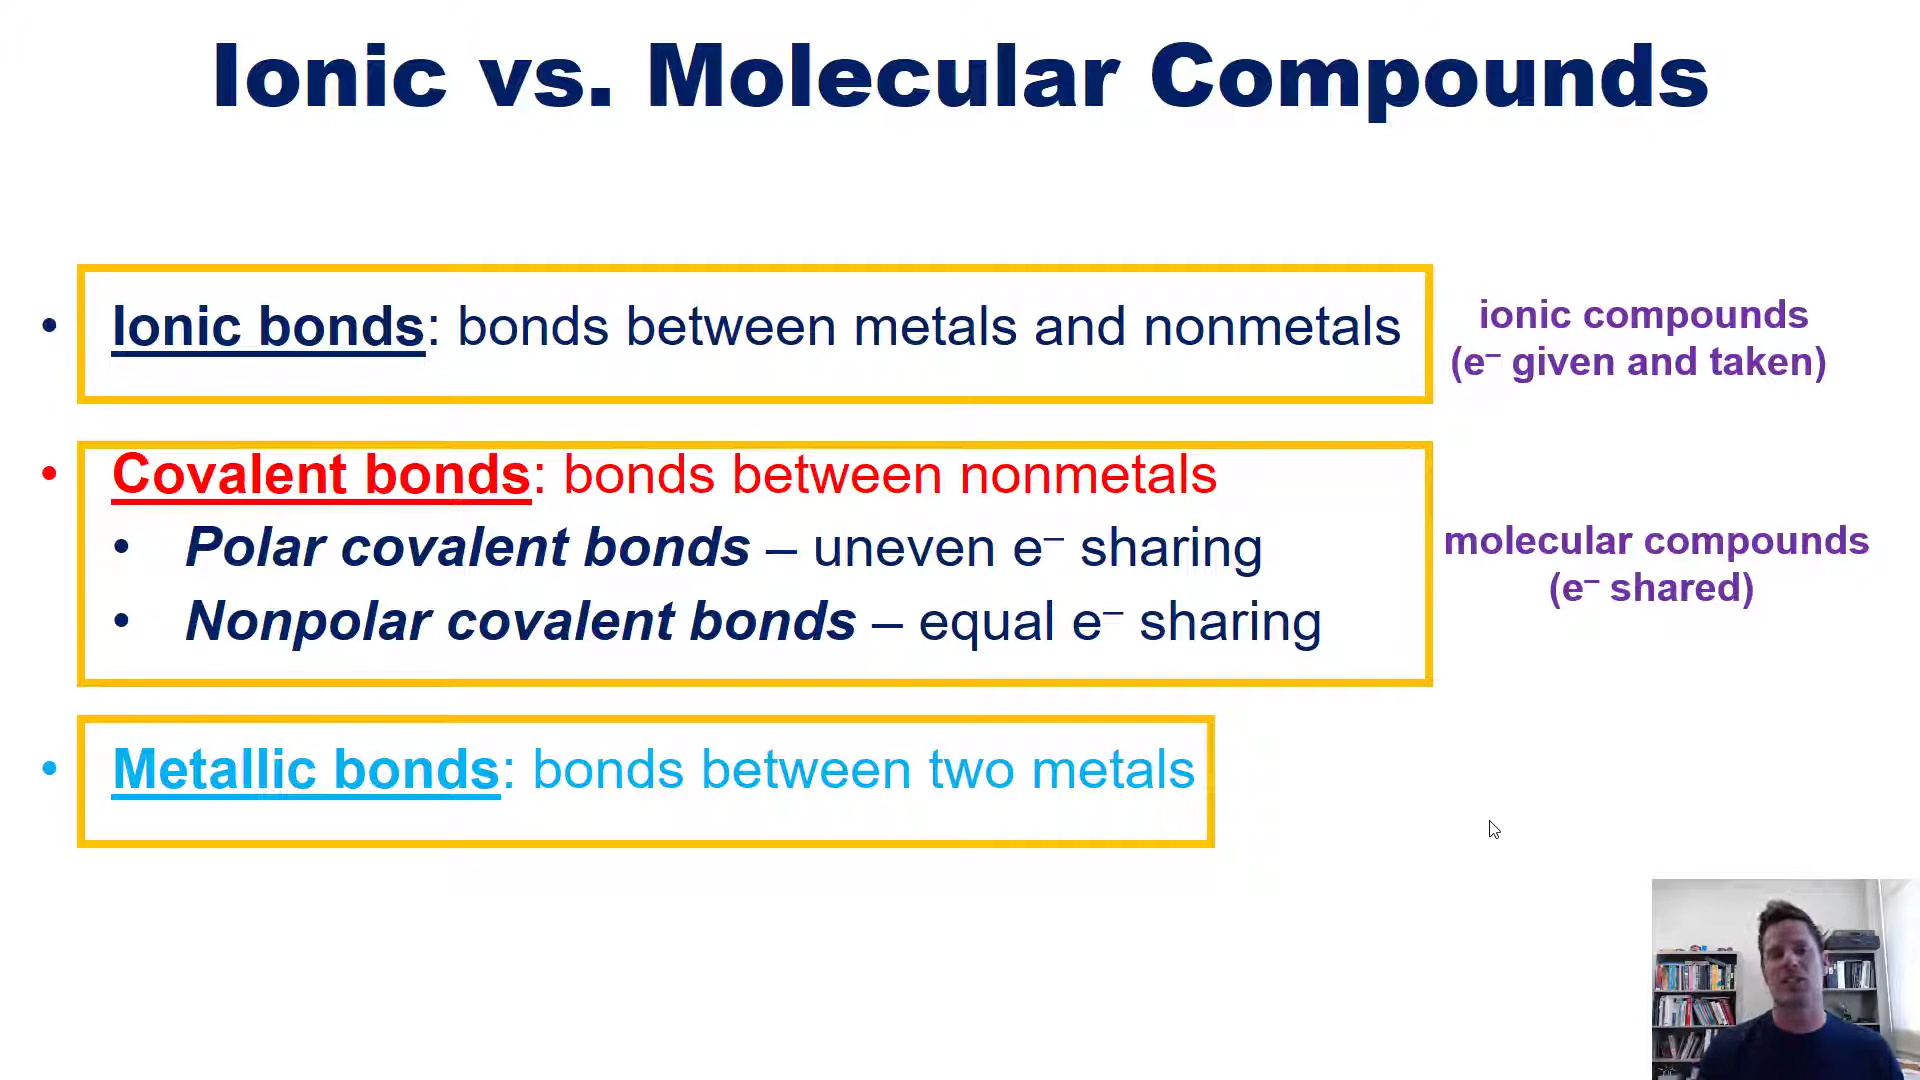 Ionic vs. Molecular Compounds
• Ionic bonds: bonds between metals and nonmetals
ionic compounds
(e⁻ given and taken)
• Covalent bonds: bonds between nonmetals
• Polar covalent bonds – uneven e⁻ sharing
• Nonpolar covalent bonds – equal e⁻ sharing
molecular compounds
(e⁻ shared)
• Metallic bonds: bonds between two metals